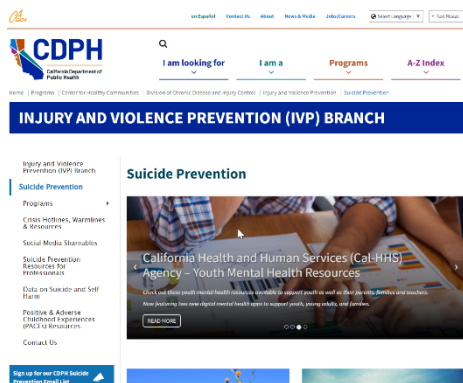 enEspañol Contact Us About News & Media Jobs/Careers Select Language
CDPH
California Department of
Public Health
I am looking for I am a Programs A-Z Index
Home | Programs | Center for Healthy Communities | Division of Chronic Disease and Injury Control | Injury and Violence Prevention | Suicide Prevention
INJURY AND VIOLENCE PREVENTION (IVP) BRANCH
Injury and Violence
Prevention (IVP) Branch
Suicide Prevention
Programs
Crisis Hotlines, Warmlines
& Resources
Social Media Shareables
Suicide Prevention
Resources for
Professionals
Data on Suicide and Self
Harm
Positive & Adverse
Childhood Experiences
(PACEs) Resources
Contact Us
Sign up for our CDPH Suicide
Prevention Email List
Suicide Prevention
California Health and Human Services (Cal-HHS)
Agency – Youth Mental Health Resources
Check out these youth mental health resources available to support youth as well as their parents, families and teachers.
Now featuring two new digital mental health apps to support youth, young adults, and families.
READ MORE